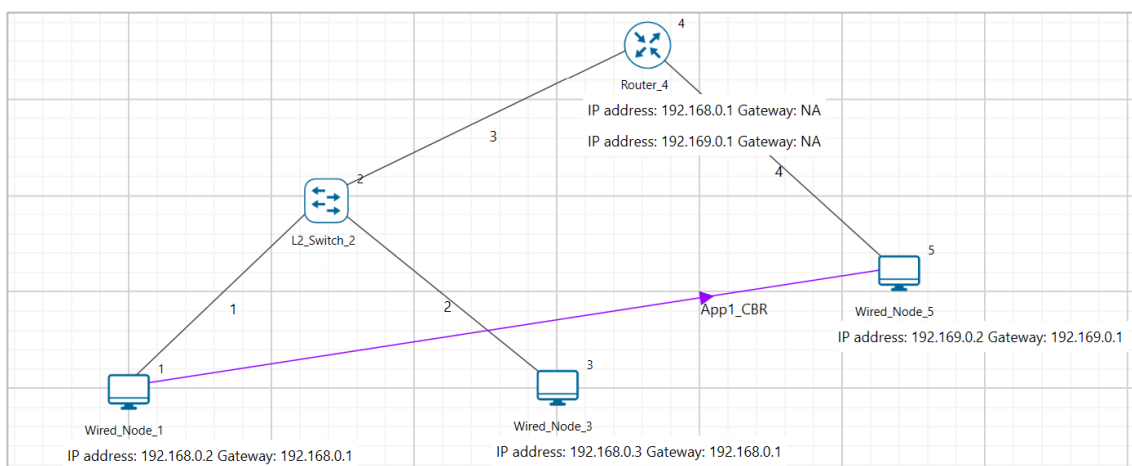 4
Router_4
IP address: 192.168.0.1 Gateway: NA
IP address: 192.169.0.1 Gateway: NA
3
4
2
L2_Switch_2
5
Wired_Node_5
IP address: 192.169.0.2 Gateway: 192.169.0.1
App1_CBR
1
2
1
Wired_Node_1
IP address: 192.168.0.2 Gateway: 192.168.0.1
3
Wired_Node_3
IP address: 192.168.0.3 Gateway: 192.168.0.1